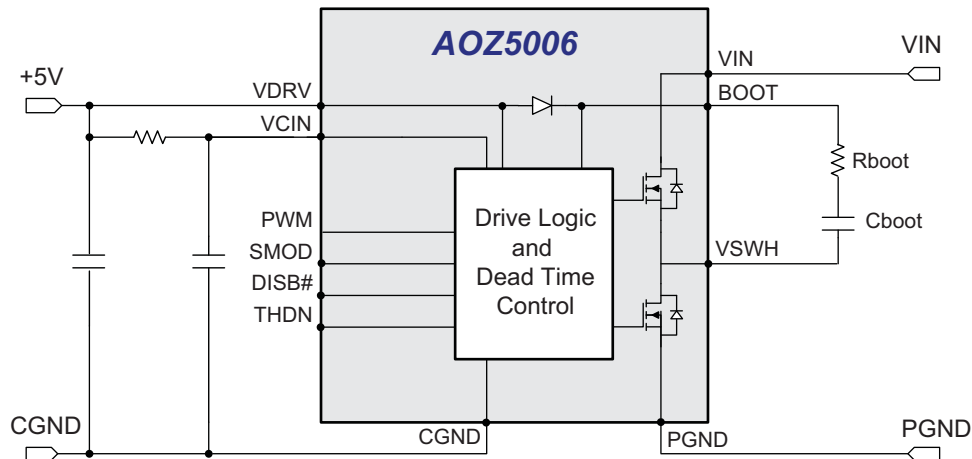 AOZ5006
VIN
VIN
+5V
VDRV
BOOT
VCIN
Rboot
Drive Logic
and
Dead Time
Control
PWM
Cboot
SMOD
VSWH
DISB#
THDN
CGND
CGND
PGND
PGND